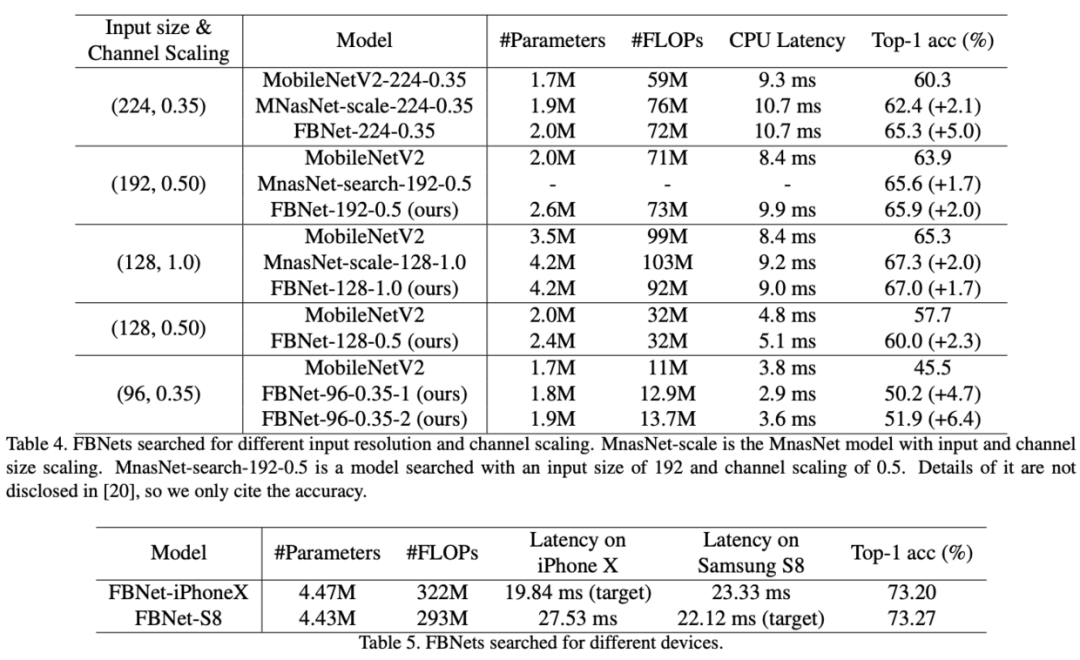 Input size & Channel Scaling Model #Parameters #FLOPs CPU Latency Top-1 acc (%)
(224, 0.35) MobileNetV2-224-0.35 1.7M 59M 9.3 ms 60.3
MNasNet-scale-224-0.35 1.9M 76M 10.7 ms 62.4 (+2.1)
FBNet-224-0.35 2.0M 72M 10.7 ms 65.3 (+5.0)
(192, 0.50) MobileNetV2 2.0M 71M 8.4 ms 63.9
MnasNet-search-192-0.5 - - - 65.6 (+1.7)
FBNet-192-0.5 (ours) 2.6M 73M 9.9 ms 65.9 (+2.0)
(128, 1.0) MobileNetV2 3.5M 99M 8.4 ms 65.3
MnasNet-scale-128-1.0 4.2M 103M 9.2 ms 67.3 (+2.0)
FBNet-128-1.0 (ours) 4.2M 92M 9.0 ms 67.0 (+1.7)
(128, 0.50) MobileNetV2 2.0M 32M 4.8 ms 57.7
FBNet-128-0.5 (ours) 2.4M 32M 5.1 ms 60.0 (+2.3)
(96, 0.35) MobileNetV2 1.7M 11M 3.8 ms 45.5
FBNet-96-0.35-1 (ours) 1.8M 12.9M 2.9 ms 50.2 (+4.7)
FBNet-96-0.35-2 (ours) 1.9M 13.7M 3.6 ms 51.9 (+6.4)
Table 4. FBNets searched for different input resolution and channel scaling. MnasNet-scale is the MnasNet model with input and channel
size scaling. MnasNet-search-192-0.5 is a model searched with an input size of 192 and channel scaling of 0.5. Details of it are not
disclosed in [20], so we only cite the accuracy.
Model #Parameters #FLOPs Latency on iPhone X Latency on Samsung S8 Top-1 acc (%)
FBNet-iPhoneX 4.47M 322M 19.84 ms (target) 23.33 ms 73.20
FBNet-S8 4.43M 293M 27.53 ms 22.12 ms (target) 73.27
Table 5. FBNets searched for different devices.